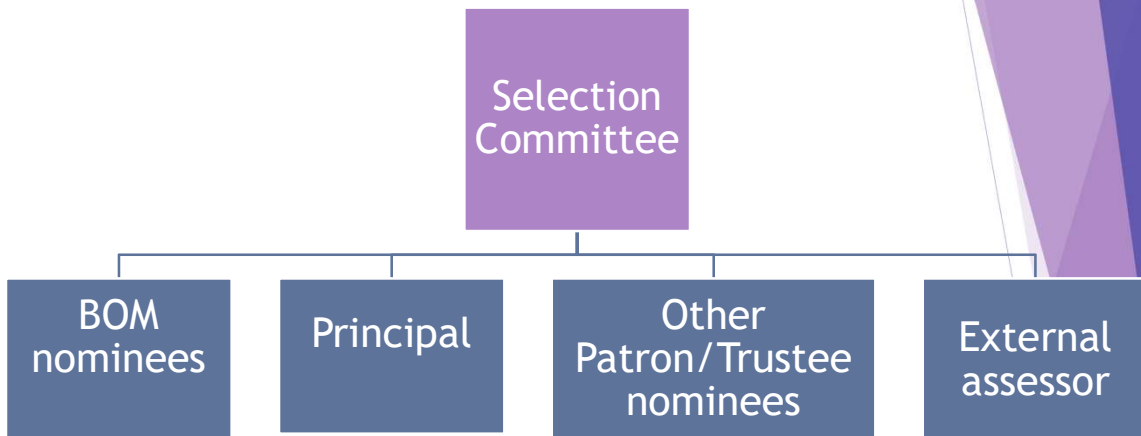 Selection
Committee
BOM
nominees
Principal
Other
Patron/Trustee
nominees
External
assessor